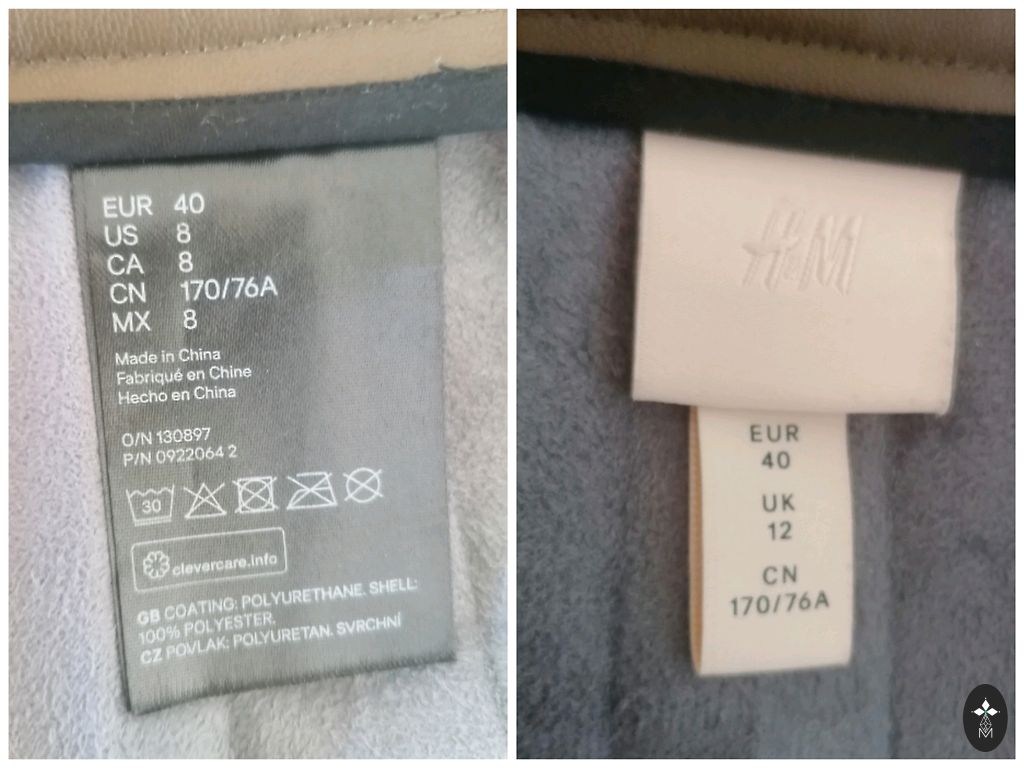 EUR 40
US 8
CA 8
CN 170/76A
MX 8
Made in China
Fabriqué en Chine
Hecho en China
O/N 130897
P/N 0922064 2
30
clevercare.info
GB COATING: POLYURETHANE. SHELL:
100% POLYESTER.
CZ POVLAK: POLYURETAN. SVRCHNÍ
H&M
EUR
40
UK
12
CN
170/76A
M